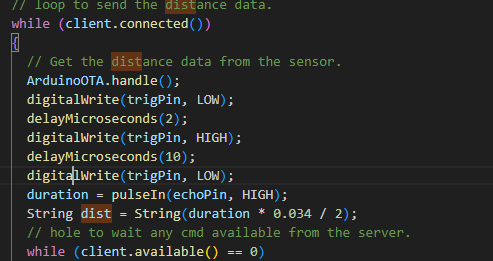 // loop to send the distance data.
while (client.connected())
{
// Get the distance data from the sensor.
ArduinoOTA.handle();
digitalWrite(trigPin, LOW);
delayMicroseconds(2);
digitalWrite(trigPin, HIGH);
delayMicroseconds(10);
digitalWrite(trigPin, LOW);
duration = pulseIn(echoPin, HIGH);
String dist = String(duration * 0.034 / 2);
// hole to wait any cmd available from the server.
while (client.available() == 0)